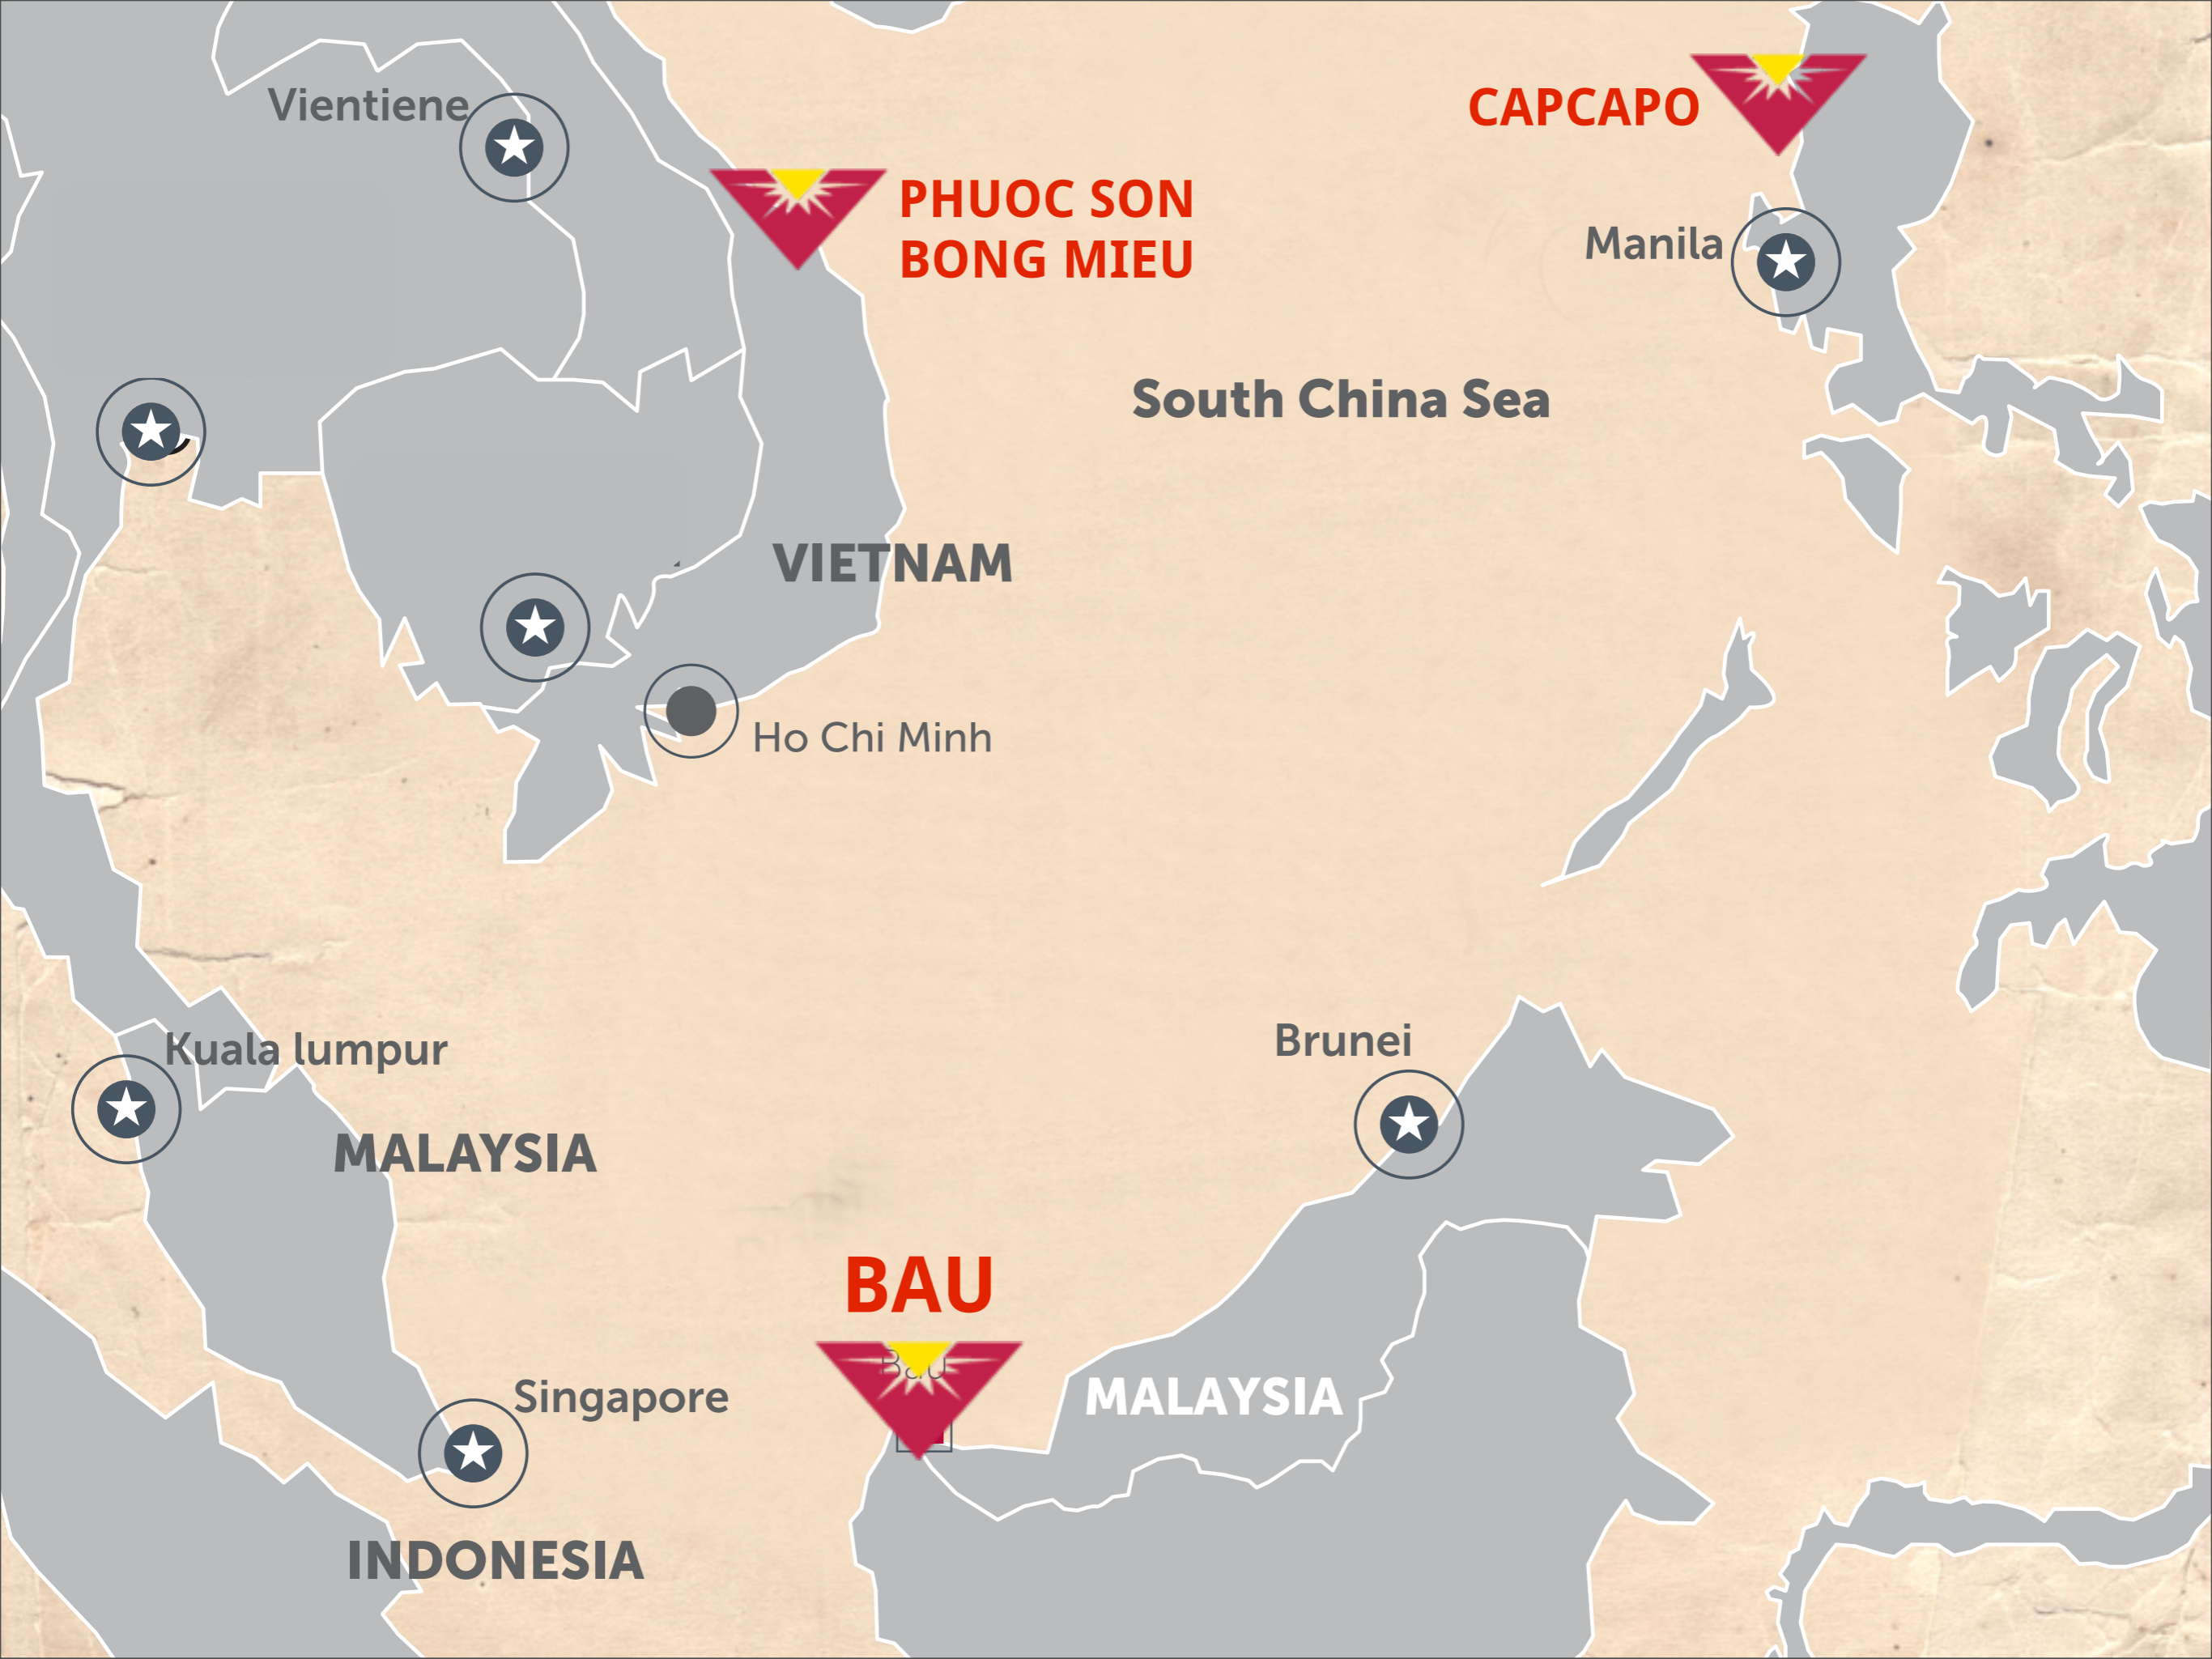 Vientiene
CAPCAPO
PHUOC SON
BONG MIEU
Manila
South China Sea
VIETNAM
Ho Chi Minh
Kuala lumpur
Brunei
MALAYSIA
BAU
Bau
MALAYSIA
Singapore
INDONESIA